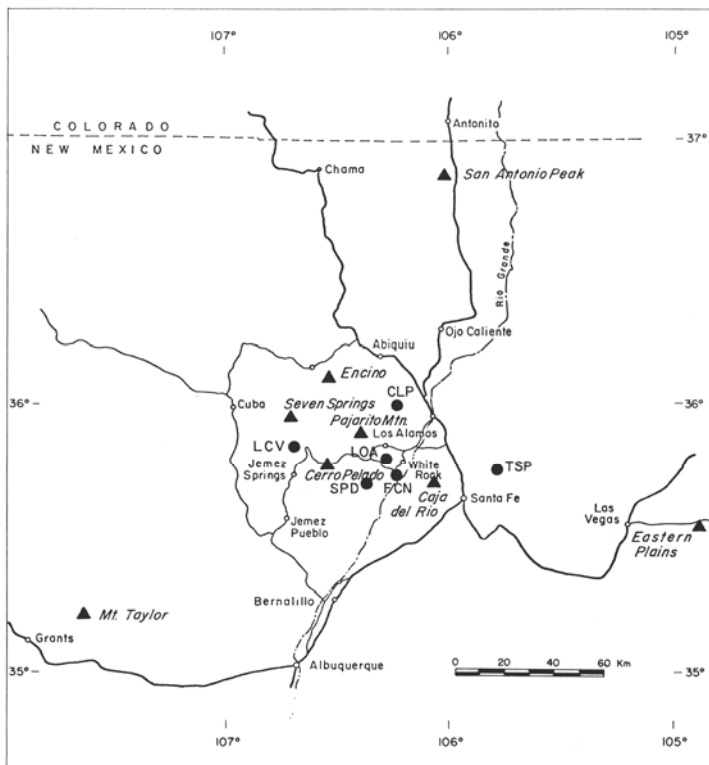 107°
106°
105°
Antonito
COLORADO
37°
NEW MEXICO
Chama
San Antonio Peak
Rio Grande
Ojo Caliente
Abiquiu
Encino
CLP
36°
Cuba
Seven Springs
36°
Pajarito Mtn.
Los Alamos
LCV
LOA
White
Rock
TSP
Jemez
Springs
Cerro Pelado
SPD
FCN
Caja
del Rio
Santa Fe
Las
Vegas
Jemez
Pueblo
Eastern
Plains
Bernalillo
Mt. Taylor
Grants
35°
Albuquerque
0 20 40 60 Km
35°
107°
106°
105°